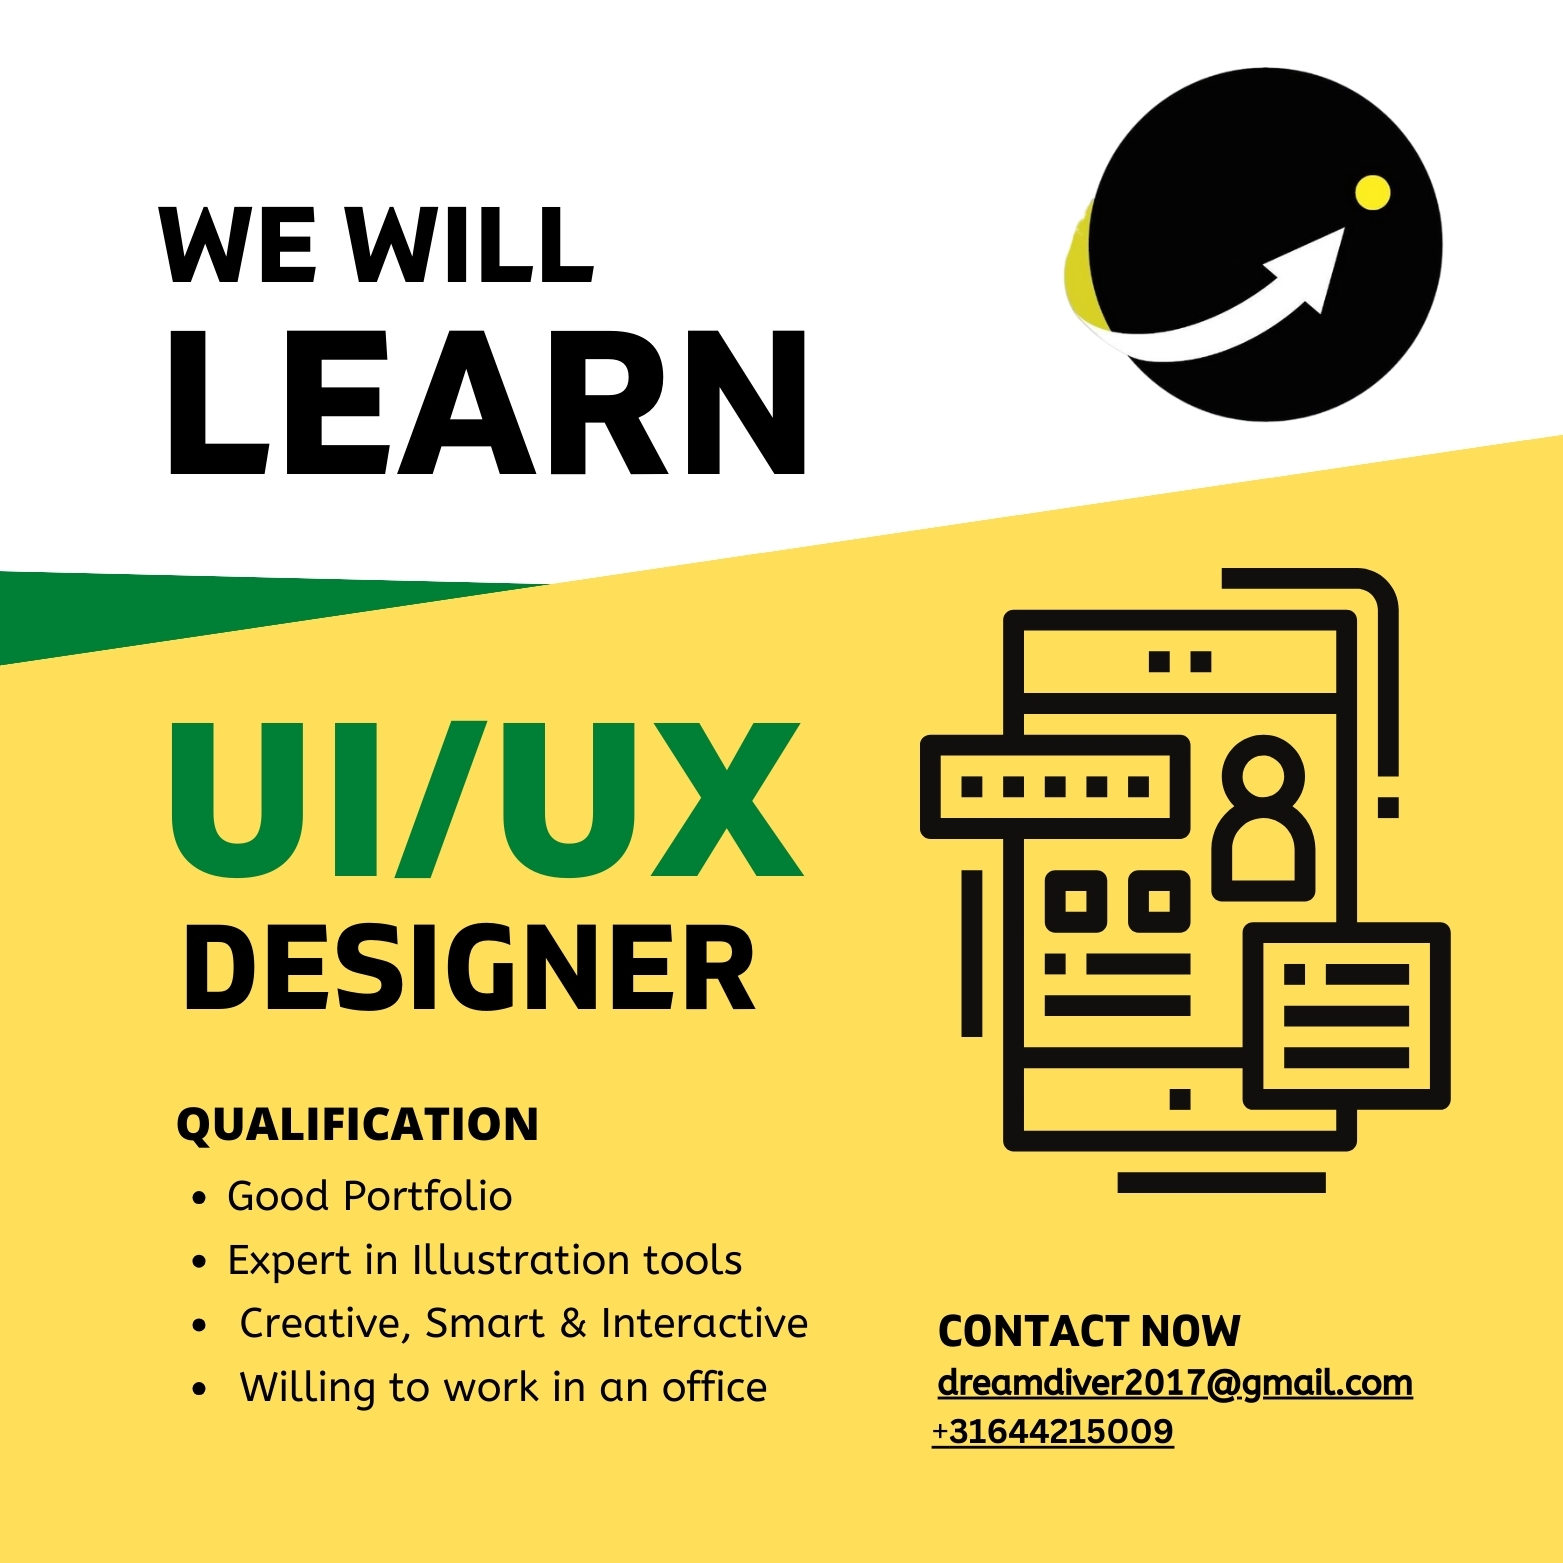 WE WILL
LEARN
UI/UX
DESIGNER
QUALIFICATION
• Good Portfolio
• Expert in Illustration tools
• Creative, Smart & Interactive
• Willing to work in an office
CONTACT NOW
dreamdiver2017@gmail.com
+31644215009